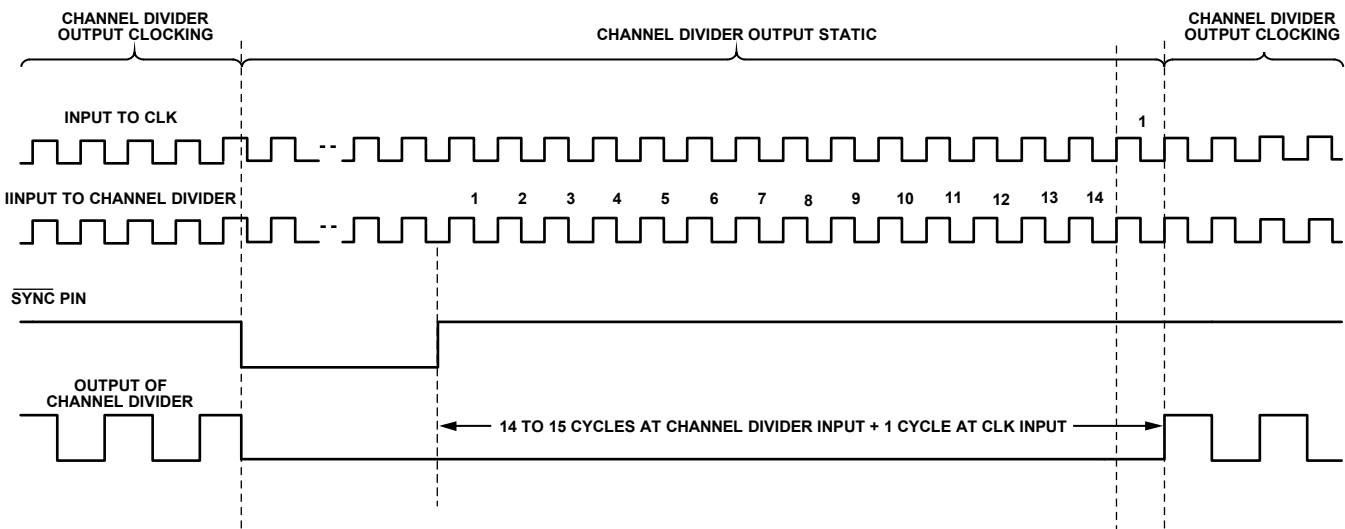 CHANNEL DIVIDER
OUTPUT CLOCKING
CHANNEL DIVIDER OUTPUT STATIC
CHANNEL DIVIDER
OUTPUT CLOCKING
INPUT TO CLK
1
IINPUT TO CHANNEL DIVIDER
1 2 3 4 5 6 7 8 9 10 11 12 13 14
SYNC PIN
OUTPUT OF
CHANNEL DIVIDER
14 TO 15 CYCLES AT CHANNEL DIVIDER INPUT + 1 CYCLE AT CLK INPUT